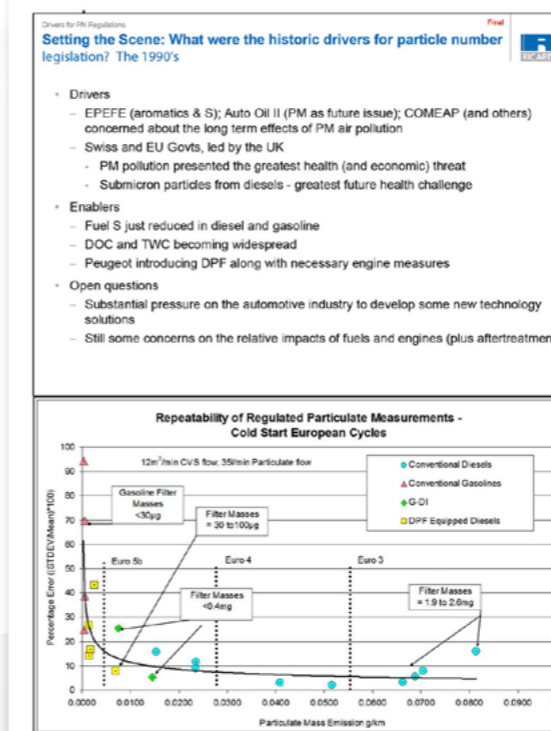 Drivers for PN Regulations
Final
Setting the Scene: What were the historic drivers for particle number
legislation? The 1990's
RICARDO
• Drivers
– EPEFE (aromatics & S); Auto Oil II (PM as future issue); COMEAP (and others)
concerned about the long term effects of PM air pollution
– Swiss and EU Govts, led by the UK
• PM pollution presented the greatest health (and economic) threat
• Submicron particles from diesels - greatest future health challenge
• Enablers
– Fuel S just reduced in diesel and gasoline
– DOC and TWC becoming widespread
– Peugeot introducing DPF along with necessary engine measures
• Open questions
– Substantial pressure on the automotive industry to develop some new technology
solutions
– Still some concerns on the relative impacts of fuels and engines (plus aftertreatmen
Repeatability of Regulated Particulate Measurements -
Cold Start European Cycles
12m³/min CVS flow, 35l/min Particulate flow
Conventional Diesels
Conventional Gasolines
G-DI
DPF Equipped Diesels
Gasoline Filter
Masses
<30µg
Filter Masses
= 30 to100µg
Euro 5b
Euro 4
Euro 3
Filter Masses
<0.4mg
Filter Masses
= 1.9 to 2.6mg
Percentage Error ((STDEV/Mean)*100)
100
90
80
70
60
50
40
30
20
10
0
0.0000
0.0100
0.0200
0.0300
0.0400
0.0500
0.0600
0.0700
0.0800
0.0900
Particulate Mass Emission g/km